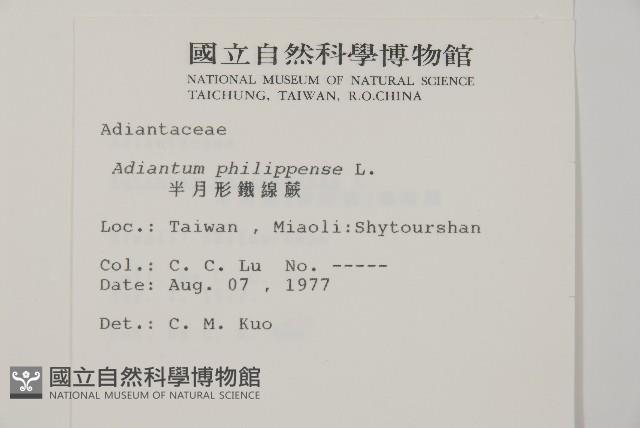 國立自然科學博物館
NATIONAL MUSEUM OF NATURAL SCIENCE
TAICHUNG, TAIWAN, R.O.CHINA
Adiantaceae
Adiantum philippense L.
半月形鐵線蕨
Loc.: Taiwan , Miaoli:Shytourshan
Col.: C. C. Lu No. -----
Date: Aug. 07 , 1977
Det.: C. M. Kuo
國立自然科學博物館
NATIONAL MUSEUM OF NATURAL SCIENCE